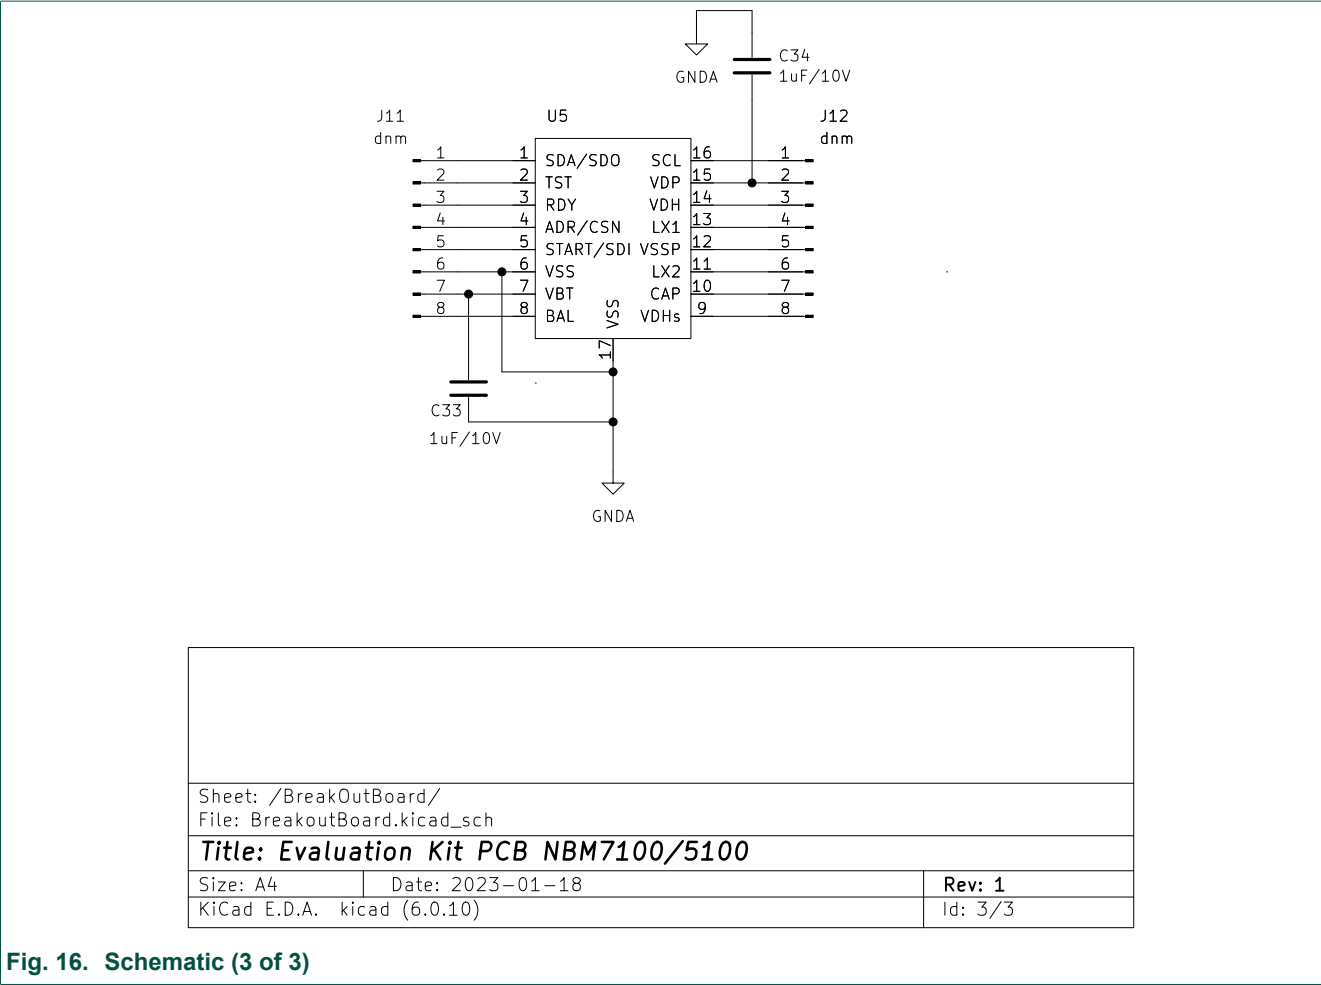 C34
GNDA 1uF/10V
J11 U5 J12
dnm dnm
1 1 SDA/SDO SCL 16 1
2 2 TST VDP 15 2
3 3 RDY VDH 14 3
4 4 ADR/CSN LX1 13 4
5 5 START/SDI VSSP 12 5
6 6 VSS LX2 11 6
7 7 VBT CAP 10 7
8 8 BAL VSS VDHs 9 8
17
C33
1uF/10V
GNDA
Sheet: /BreakOutBoard/
File: BreakoutBoard.kicad_sch
Title: Evaluation Kit PCB NBM7100/5100
Size: A4 Date: 2023-01-18 Rev: 1
KiCad E.D.A. kicad (6.0.10) Id: 3/3
Fig. 16. Schematic (3 of 3)